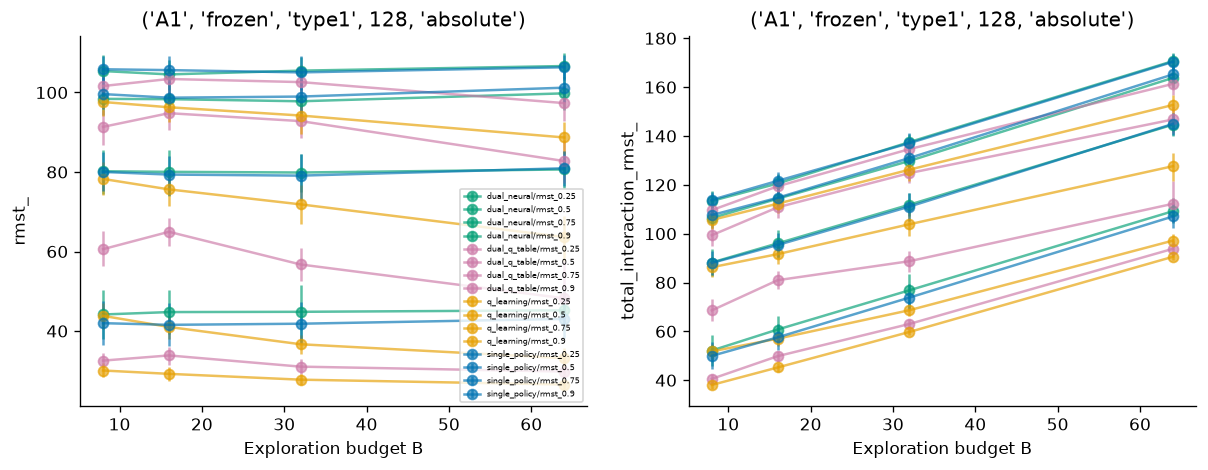 ('A1', 'frozen', 'type1', 128, 'absolute')
rmst_
100
80
60
40
10
20
30
40
50
60
Exploration budget B
dual_neural/rmst_0.25
dual_neural/rmst_0.5
dual_neural/rmst_0.75
dual_neural/rmst_0.9
dual_q_table/rmst_0.25
dual_q_table/rmst_0.5
dual_q_table/rmst_0.75
dual_q_table/rmst_0.9
q_learning/rmst_0.25
q_learning/rmst_0.5
q_learning/rmst_0.75
q_learning/rmst_0.9
single_policy/rmst_0.25
single_policy/rmst_0.5
single_policy/rmst_0.75
single_policy/rmst_0.9
('A1', 'frozen', 'type1', 128, 'absolute')
total_interaction_rmst_
180
160
140
120
100
80
60
40
10
20
30
40
50
60
Exploration budget B